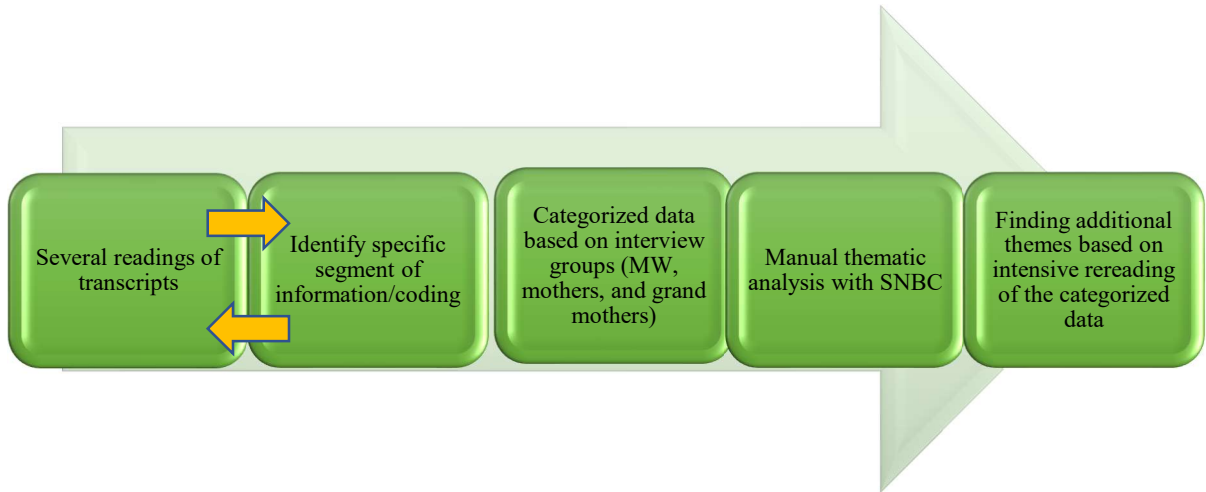 Several readings of
transcripts
Identify specific
segment of
information/coding
Categorized data
based on interview
groups (MW,
mothers, and grand
mothers)
Manual thematic
analysis with SNBC
Finding additional
themes based on
intensive rereading
of the categorized
data